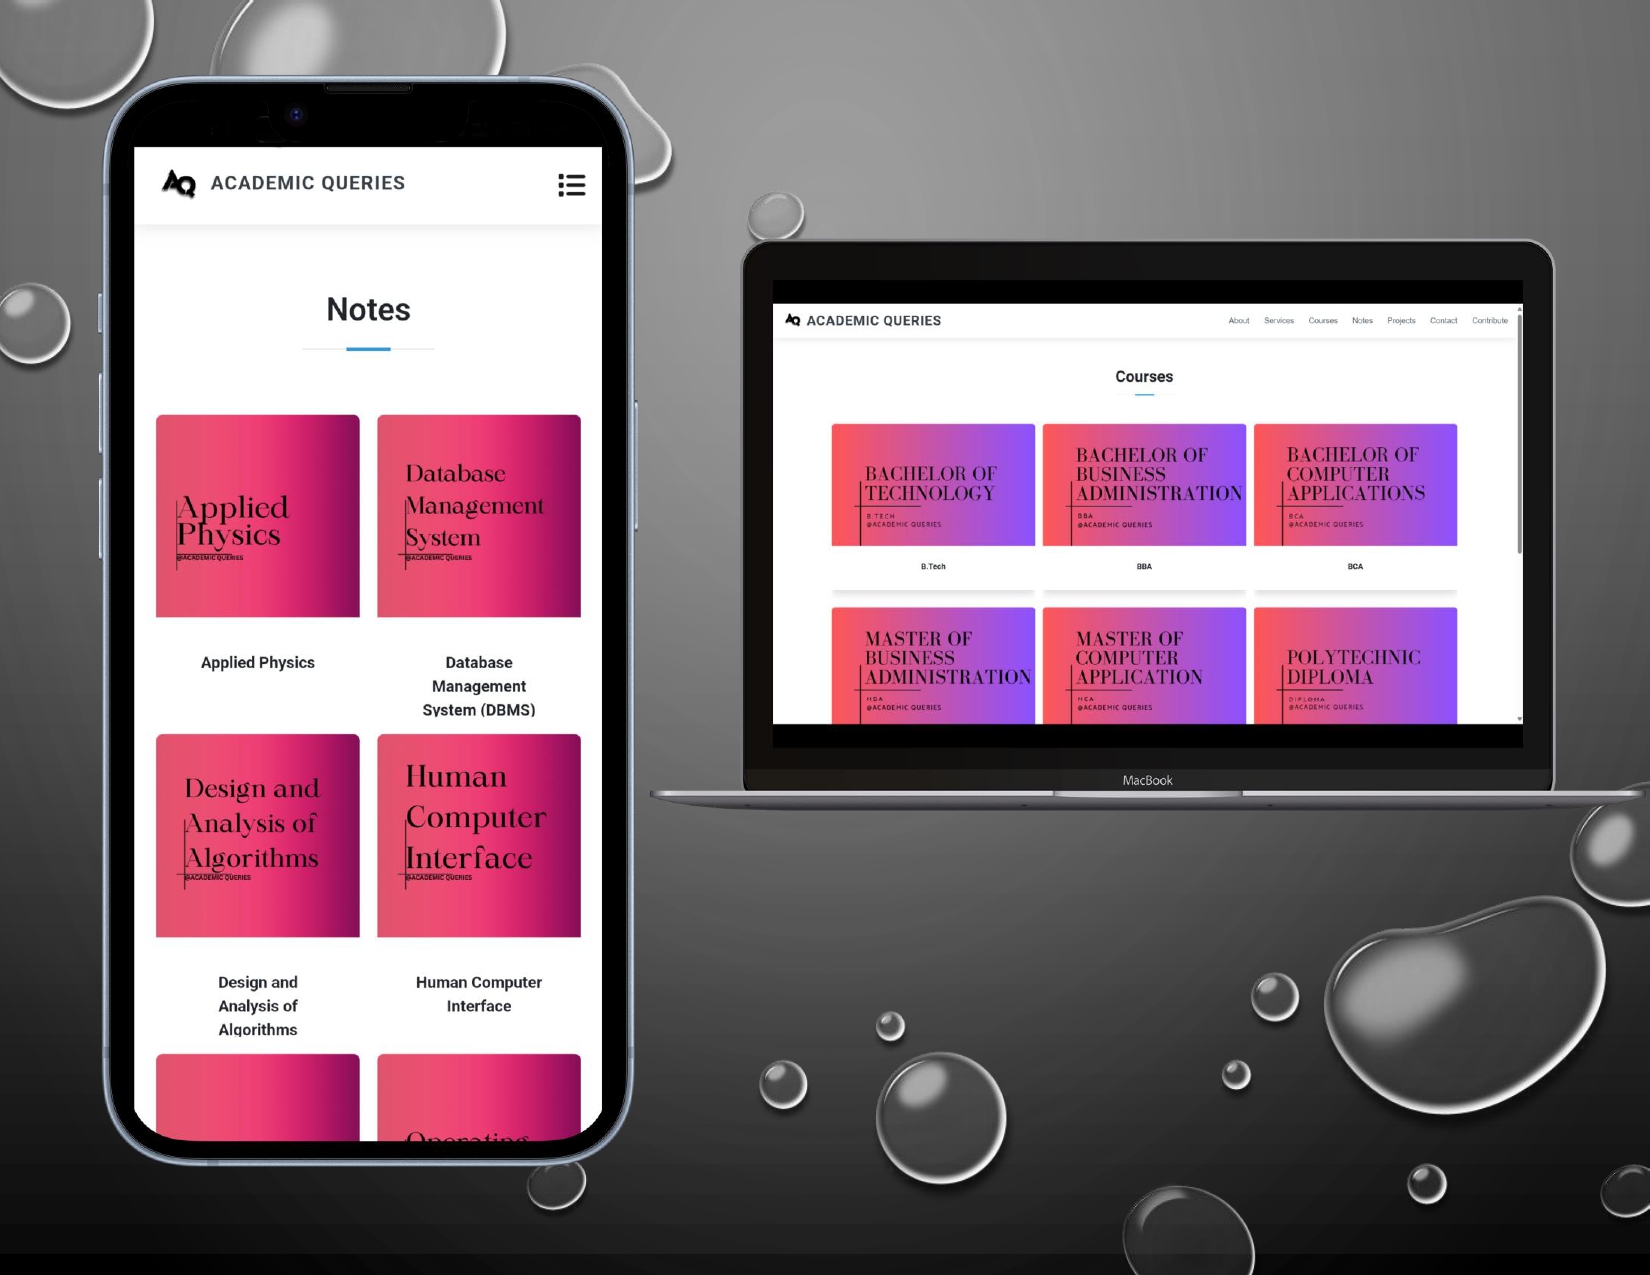 AQ ACADEMIC QUERIES
Notes
Applied
Physics
@ACADEMIC QUERIES
Database
Management
System
@ACADEMIC QUERIES
Applied Physics
Database
Management
System (DBMS)
Design and
Analysis of
Algorithms
@ACADEMIC QUERIES
Human
Computer
Interface
@ACADEMIC QUERIES
Design and
Analysis of
Algorithms
Human Computer
Interface
Operating
AQ ACADEMIC QUERIES
About Services Courses Notes Projects Contact Contribute
Courses
BACHELOR OF
TECHNOLOGY
B.TECH
@ACADEMIC QUERIES
BACHELOR OF
BUSINESS
ADMINISTRATION
BBA
@ACADEMIC QUERIES
BACHELOR OF
COMPUTER
APPLICATIONS
BCA
@ACADEMIC QUERIES
B.Tech
BBA
BCA
MASTER OF
BUSINESS
ADMINISTRATION
MBA
@ACADEMIC QUERIES
MASTER OF
COMPUTER
APPLICATION
MCA
@ACADEMIC QUERIES
POLYTECHNIC
DIPLOMA
DIPLOMA
@ACADEMIC QUERIES
MacBook